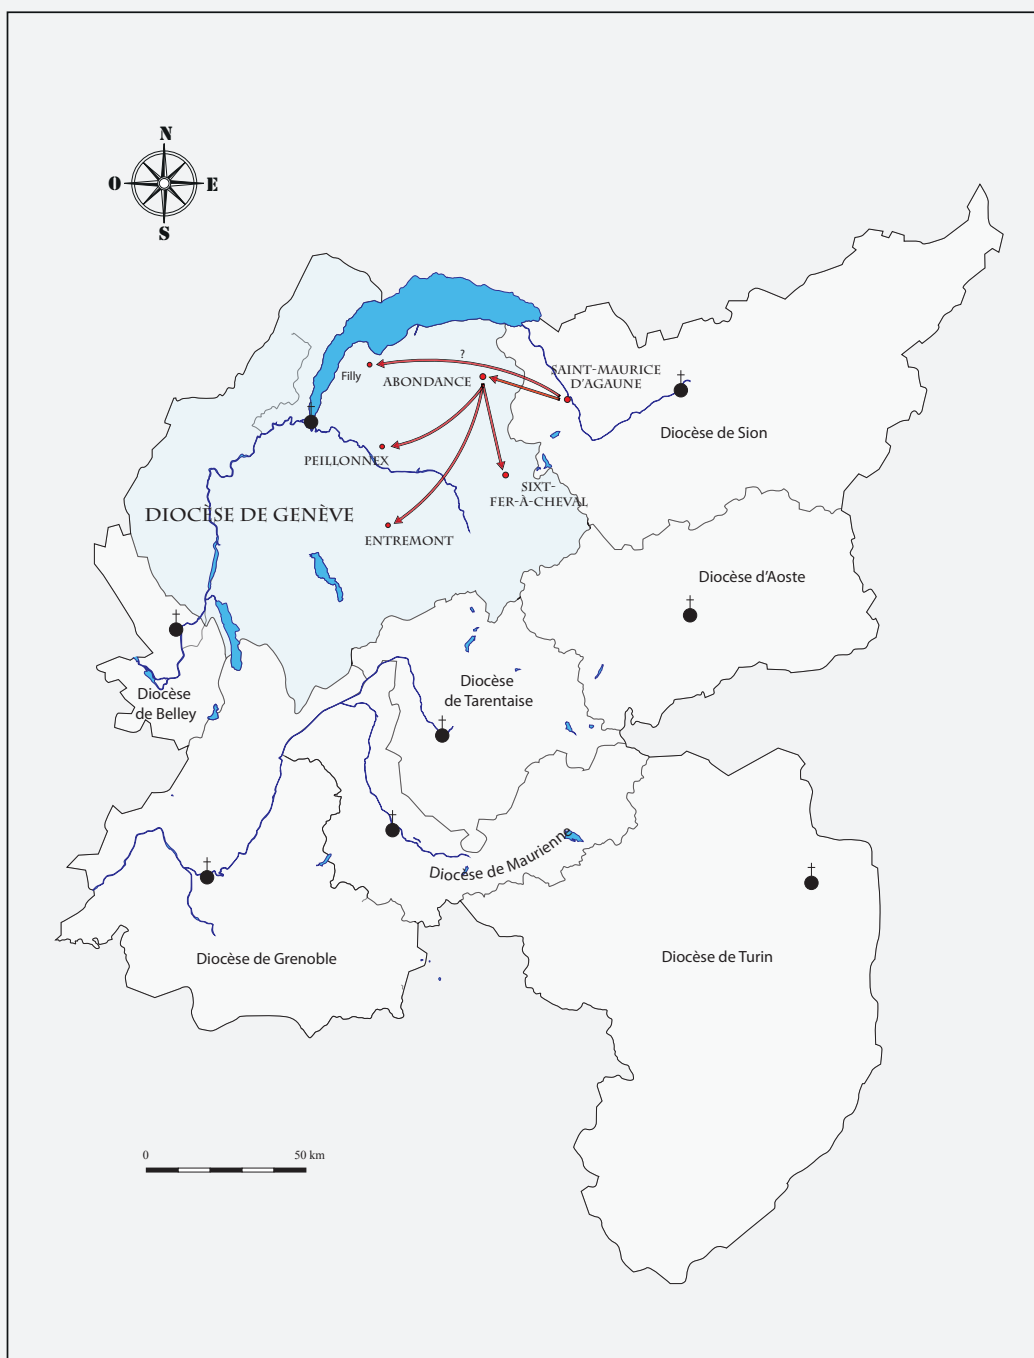 N
O
E
S
?
SAINT-MAURICE
D'AGAUNE
Filly
ABONDANCE
Diocèse de Sion
PEILLONNEX
SIXT-
FER-À-CHEVAL
DIOCÈSE DE GENÈVE
ENTREMONT
Diocèse d'Aoste
Diocèse
de Tarentaise
Diocèse
de Belley
Diocèse de Maurienne
Diocèse de Grenoble
Diocèse de Turin
0
50 km